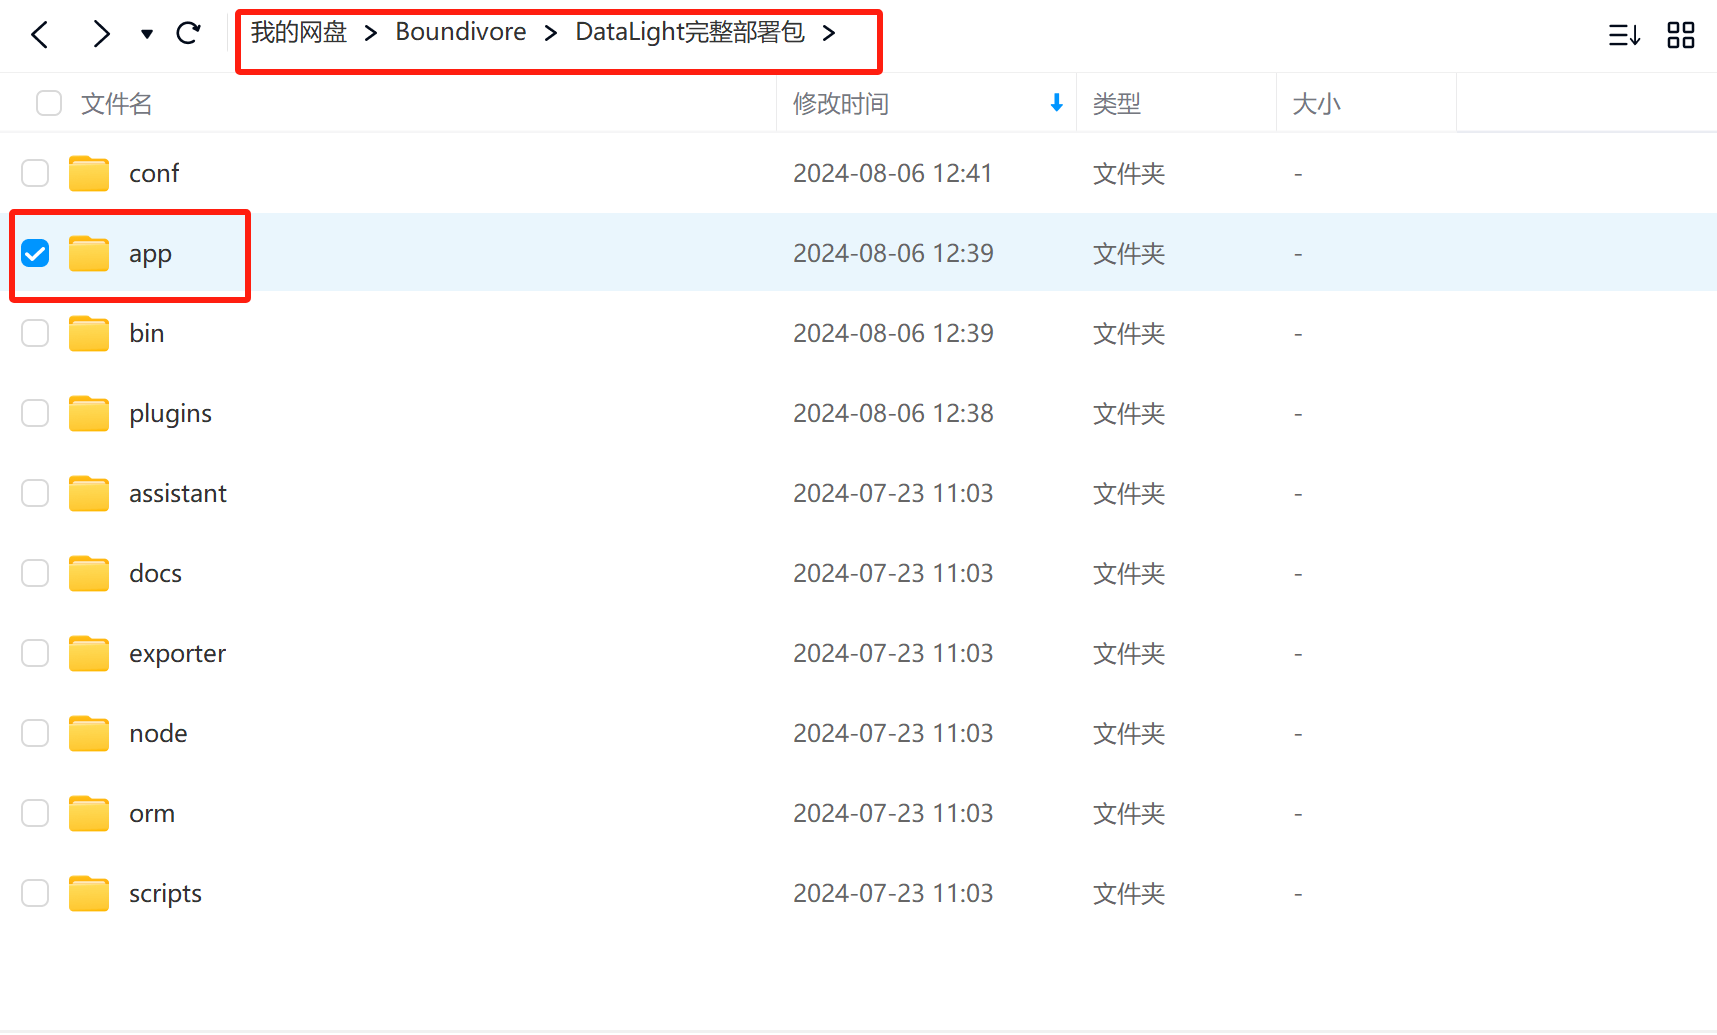 我的网盘 > Boundivore > DataLight完整部署包 >
文件名 修改时间 类型 大小
conf 2024-08-06 12:41 文件夹 -
app 2024-08-06 12:39 文件夹 -
bin 2024-08-06 12:39 文件夹 -
plugins 2024-08-06 12:38 文件夹 -
assistant 2024-07-23 11:03 文件夹 -
docs 2024-07-23 11:03 文件夹 -
exporter 2024-07-23 11:03 文件夹 -
node 2024-07-23 11:03 文件夹 -
orm 2024-07-23 11:03 文件夹 -
scripts 2024-07-23 11:03 文件夹 -